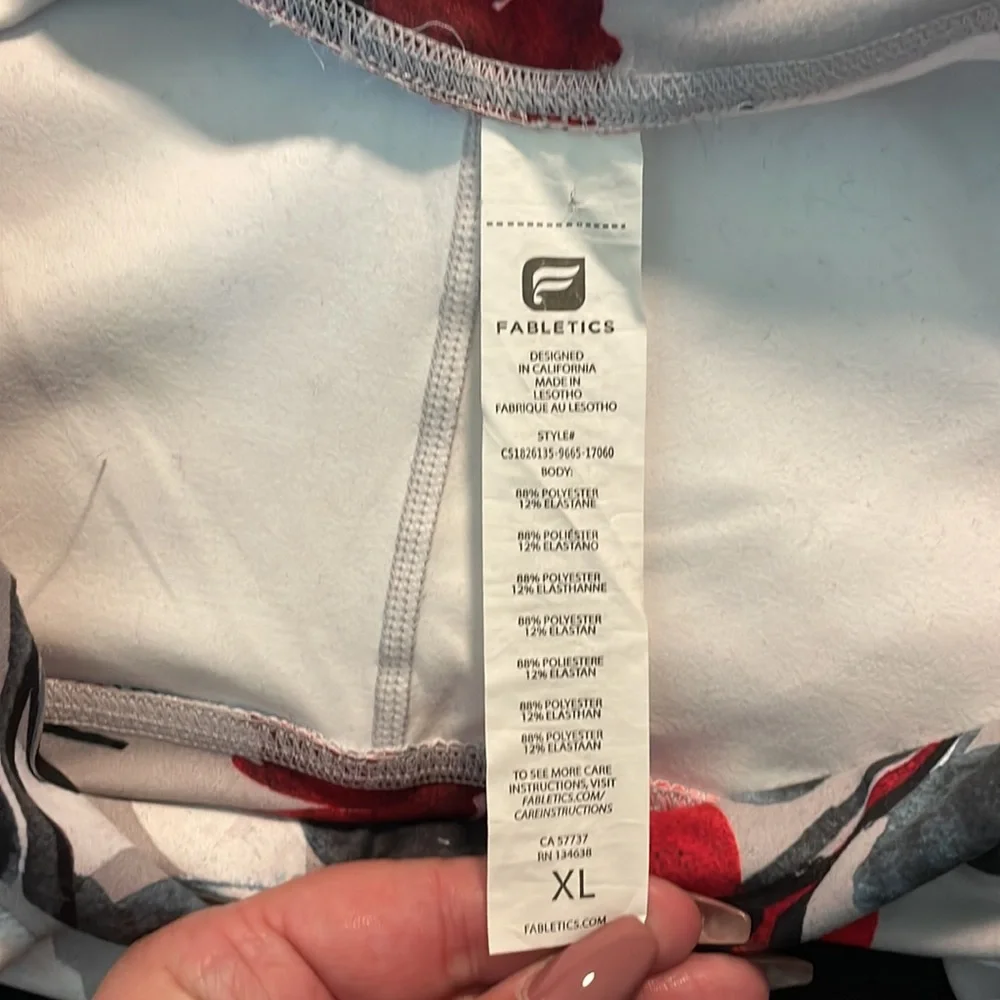 FABLETICS
DESIGNED
IN CALIFORNIA
MADE IN
LESOTHO
FABRIQUE AU LESOTHO
STYLE#
CS1826135-9665-17060
BODY:
88% POLYESTER
12% ELASTANE
88% POLIÉSTER
12% ELASTANO
88% POLYESTER
12% ELASTHANNE
88% POLYESTER
12% ELASTAN
88% POLIESTERE
12% ELASTAN
88% POLYESTER
12% ELASTHAN
88% POLYESTER
12% ELASTAAN
TO SEE MORE CARE
INSTRUCTIONS, VISIT
FABLETICS.COM/
CAREINSTRUCTIONS
CA 57737
RN 134638
XL
FABLETICS.COM